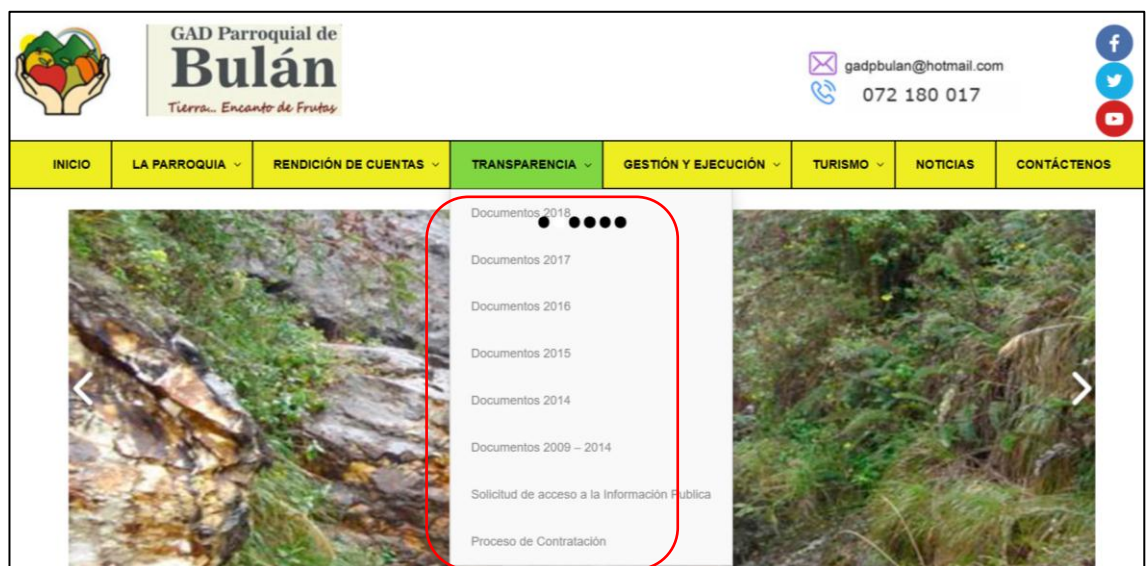 GAD Parroquial de
Bulán
Tierra... Encanto de Frutas
gadpbulan@hotmail.com
072 180 017
INICIO
LA PARROQUIA
RENDICIÓN DE CUENTAS
TRANSPARENCIA
GESTIÓN Y EJECUCIÓN
TURISMO
NOTICIAS
CONTÁCTENOS
Documentos 2018
Documentos 2017
Documentos 2016
Documentos 2015
Documentos 2014
Documentos 2009 – 2014
Solicitud de acceso a la Información Publica
Proceso de Contratación